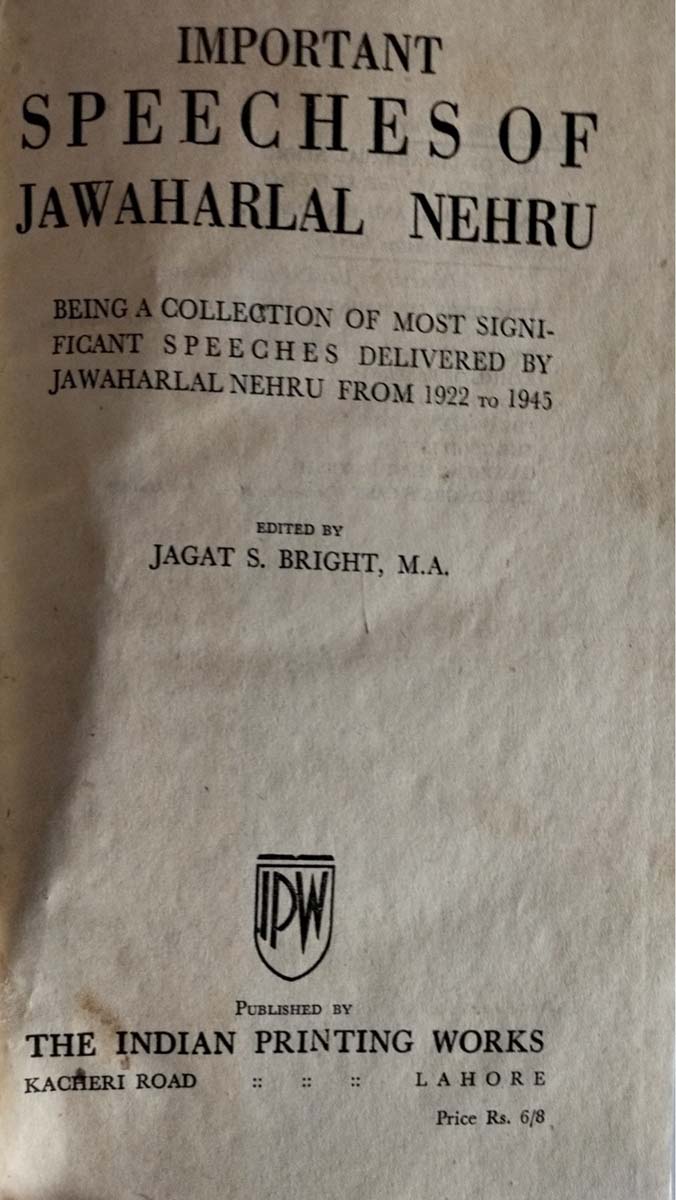 IMPORTANT
SPEECHES OF
JAWAHARLAL NEHRU
BEING A COLLECTION OF MOST SIGNI-
FICANT SPEECHES DELIVERED BY
JAWAHARLAL NEHRU FROM 1922 TO 1945
EDITED BY
JAGAT S. BRIGHT, M.A.
IPW
PUBLISHED BY
THE INDIAN PRINTING WORKS
KACHERI ROAD :: :: :: LAHORE
Price Rs. 6/8